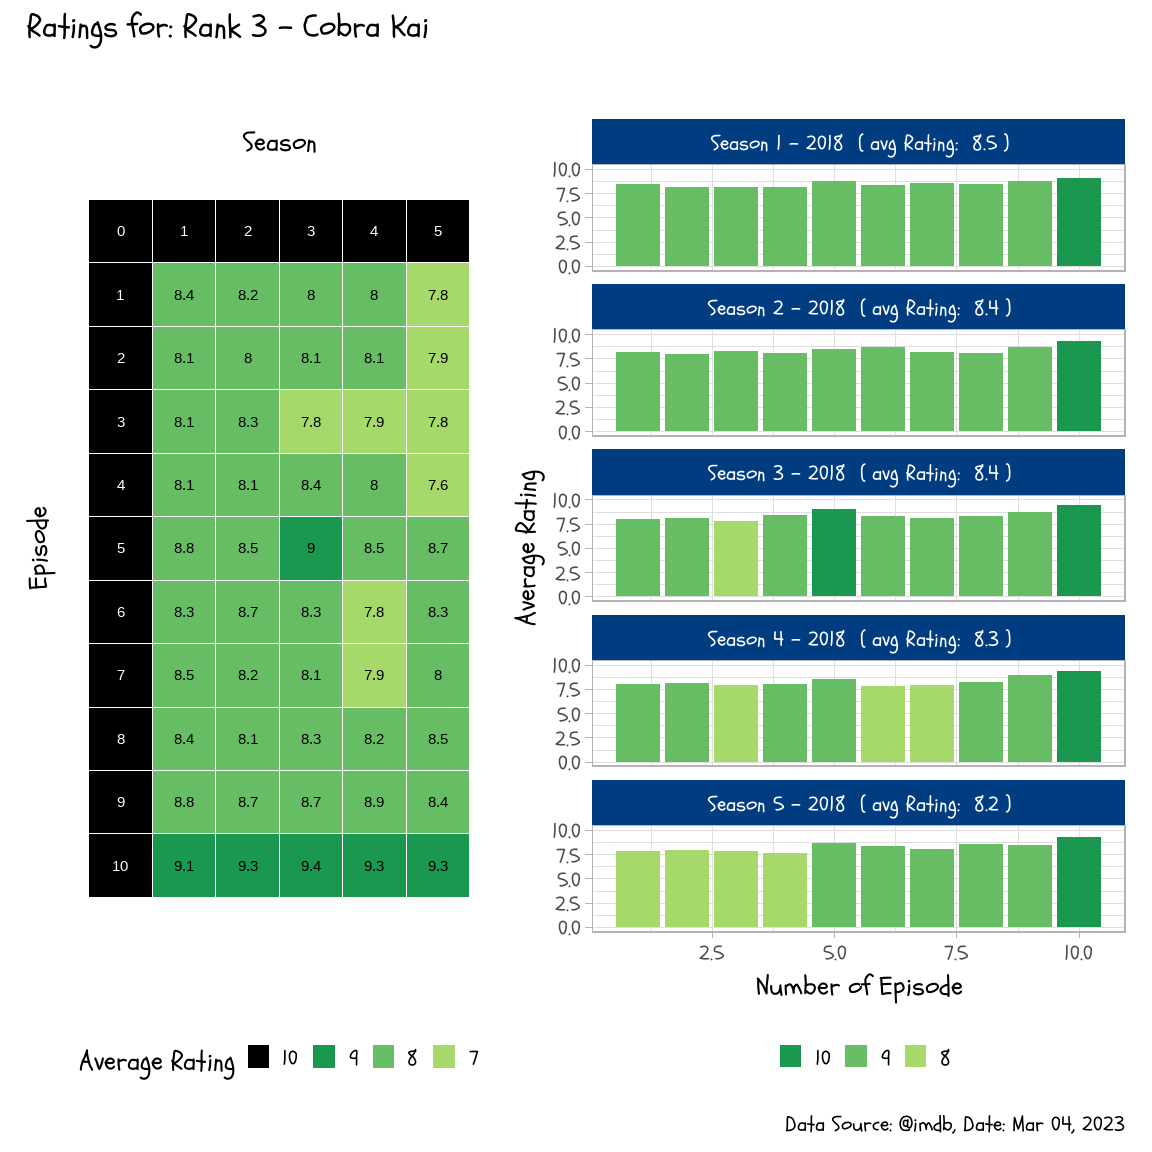 Ratings for: Rank 3 - Cobra Kai
Season
0 1 2 3 4 5
1 8.4 8.2 8 8 7.8
2 8.1 8 8.1 8.1 7.9
3 8.1 8.3 7.8 7.9 7.8
4 8.1 8.1 8.4 8 7.6
5 8.8 8.5 9 8.5 8.7
6 8.3 8.7 8.3 7.8 8.3
7 8.5 8.2 8.1 7.9 8
8 8.4 8.1 8.3 8.2 8.5
9 8.8 8.7 8.7 8.9 8.4
10 9.1 9.3 9.4 9.3 9.3
Episode
Average Rating 10 9 8 7
Season 1 - 2018 ( avg Rating: 8.5 )
10.0
7.5
5.0
2.5
0.0
Season 2 - 2018 ( avg Rating: 8.4 )
10.0
7.5
5.0
2.5
0.0
Season 3 - 2018 ( avg Rating: 8.4 )
10.0
7.5
5.0
2.5
0.0
Season 4 - 2018 ( avg Rating: 8.3 )
10.0
7.5
5.0
2.5
0.0
Season 5 - 2018 ( avg Rating: 8.2 )
10.0
7.5
5.0
2.5
0.0
Average Rating
2.5 5.0 7.5 10.0
Number of Episode
10 9 8
Data Source: @imdb, Date: Mar 04, 2023